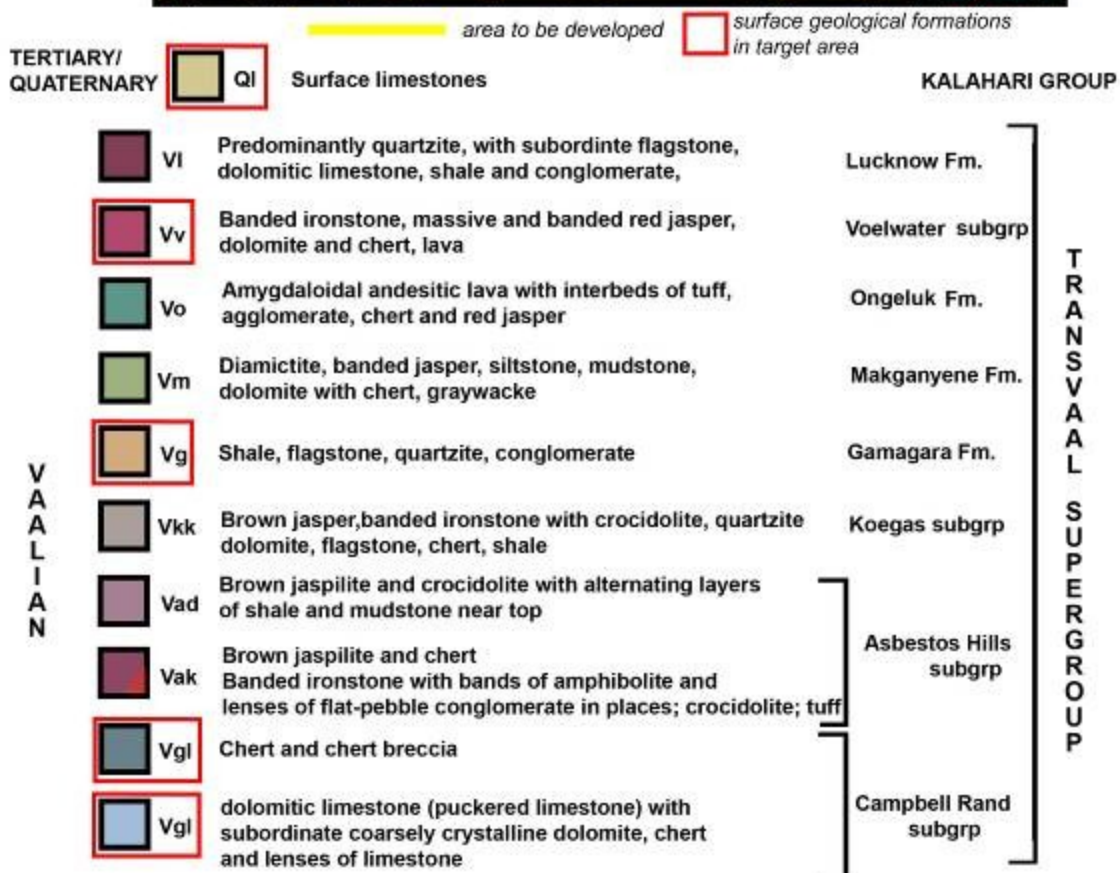 area to be developed
surface geological formations
in target area
TERTIARY/
QUATERNARY
Ql
Surface limestones
KALAHARI GROUP
Vl
Predominantly quartzite, with subordinte flagstone,
dolomitic limestone, shale and conglomerate,
Lucknow Fm.
Vv
Banded ironstone, massive and banded red jasper,
dolomite and chert, lava
Voelwater subgrp
Vo
Amygdaloidal andesitic lava with interbeds of tuff,
agglomerate, chert and red jasper
Ongeluk Fm.
Vm
Diamictite, banded jasper, siltstone, mudstone,
dolomite with chert, graywacke
Makganyene Fm.
Vg
Shale, flagstone, quartzite, conglomerate
Gamagara Fm.
Vkk
Brown jasper,banded ironstone with crocidolite, quartzite
dolomite, flagstone, chert, shale
Koegas subgrp
Vad
Brown jaspilite and crocidolite with alternating layers
of shale and mudstone near top
Vak
Brown jaspilite and chert
Banded ironstone with bands of amphibolite and
lenses of flat-pebble conglomerate in places; crocidolite; tuff
Asbestos Hills
subgrp
Vgl
Chert and chert breccia
Vgl
dolomitic limestone (puckered limestone) with
subordinate coarsely crystalline dolomite, chert
and lenses of limestone
Campbell Rand
subgrp
VAALIAN
TRANSVAAL SUPERGROUP